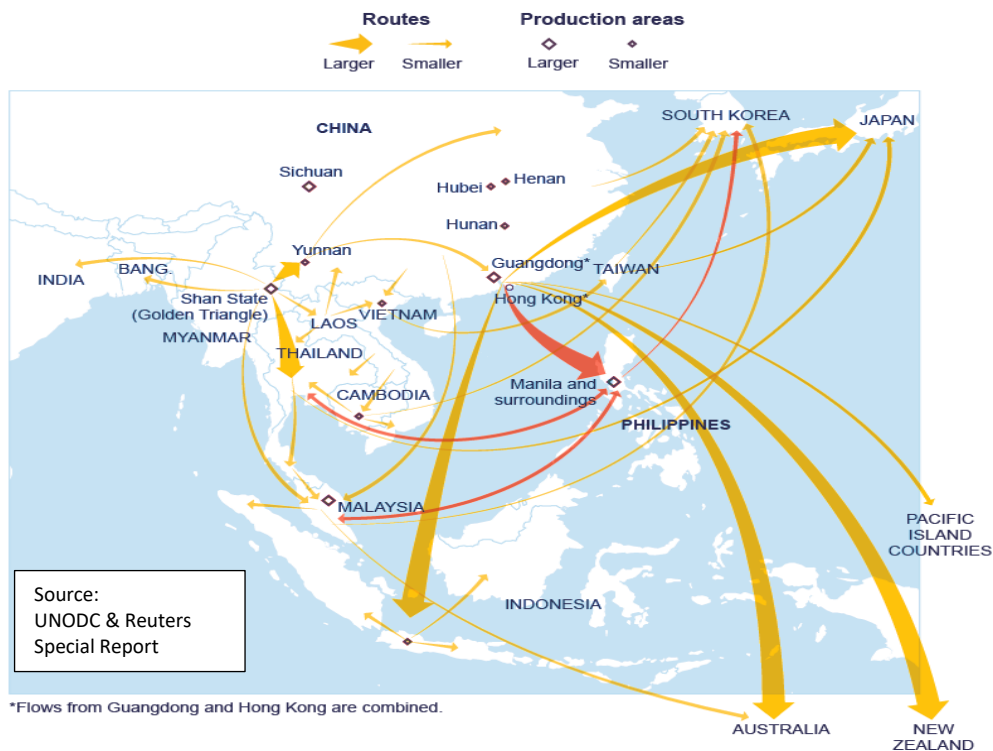 Routes
Production areas
Larger
Smaller
Larger
Smaller
CHINA
SOUTH KOREA
JAPAN
Sichuan
Hubei
Henan
Hunan
Yunnan
Guangdong*
TAIWAN
INDIA
BANG.
Shan State
(Golden Triangle)
Hong Kong*
LAOS
VIETNAM
MYANMAR
THAILAND
CAMBODIA
Manila and
surroundings
PHILIPPINES
MALAYSIA
PACIFIC
ISLAND
COUNTRIES
INDONESIA
Source:
UNODC & Reuters
Special Report
*Flows from Guangdong and Hong Kong are combined.
AUSTRALIA
NEW
ZEALAND